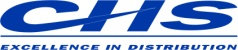 CHS
EXCELLENCE IN DISTRIBUTION